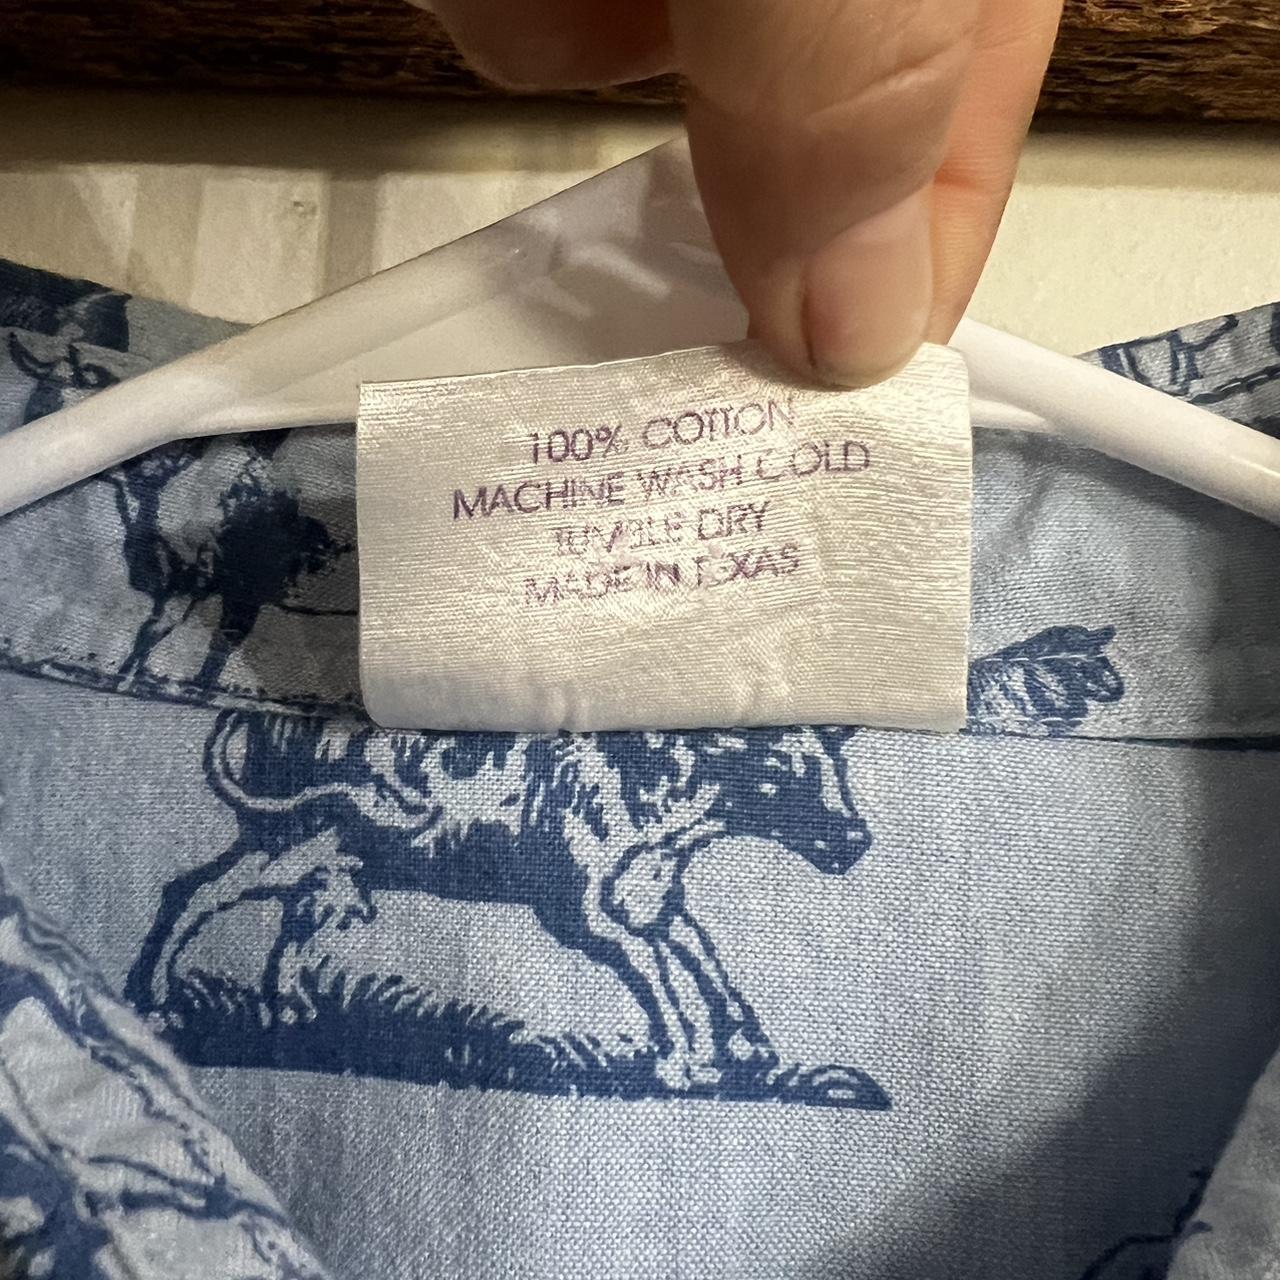 100% COTTON
MACHINE WASH COLD
TUMBLE DRY
MADE IN TEXAS